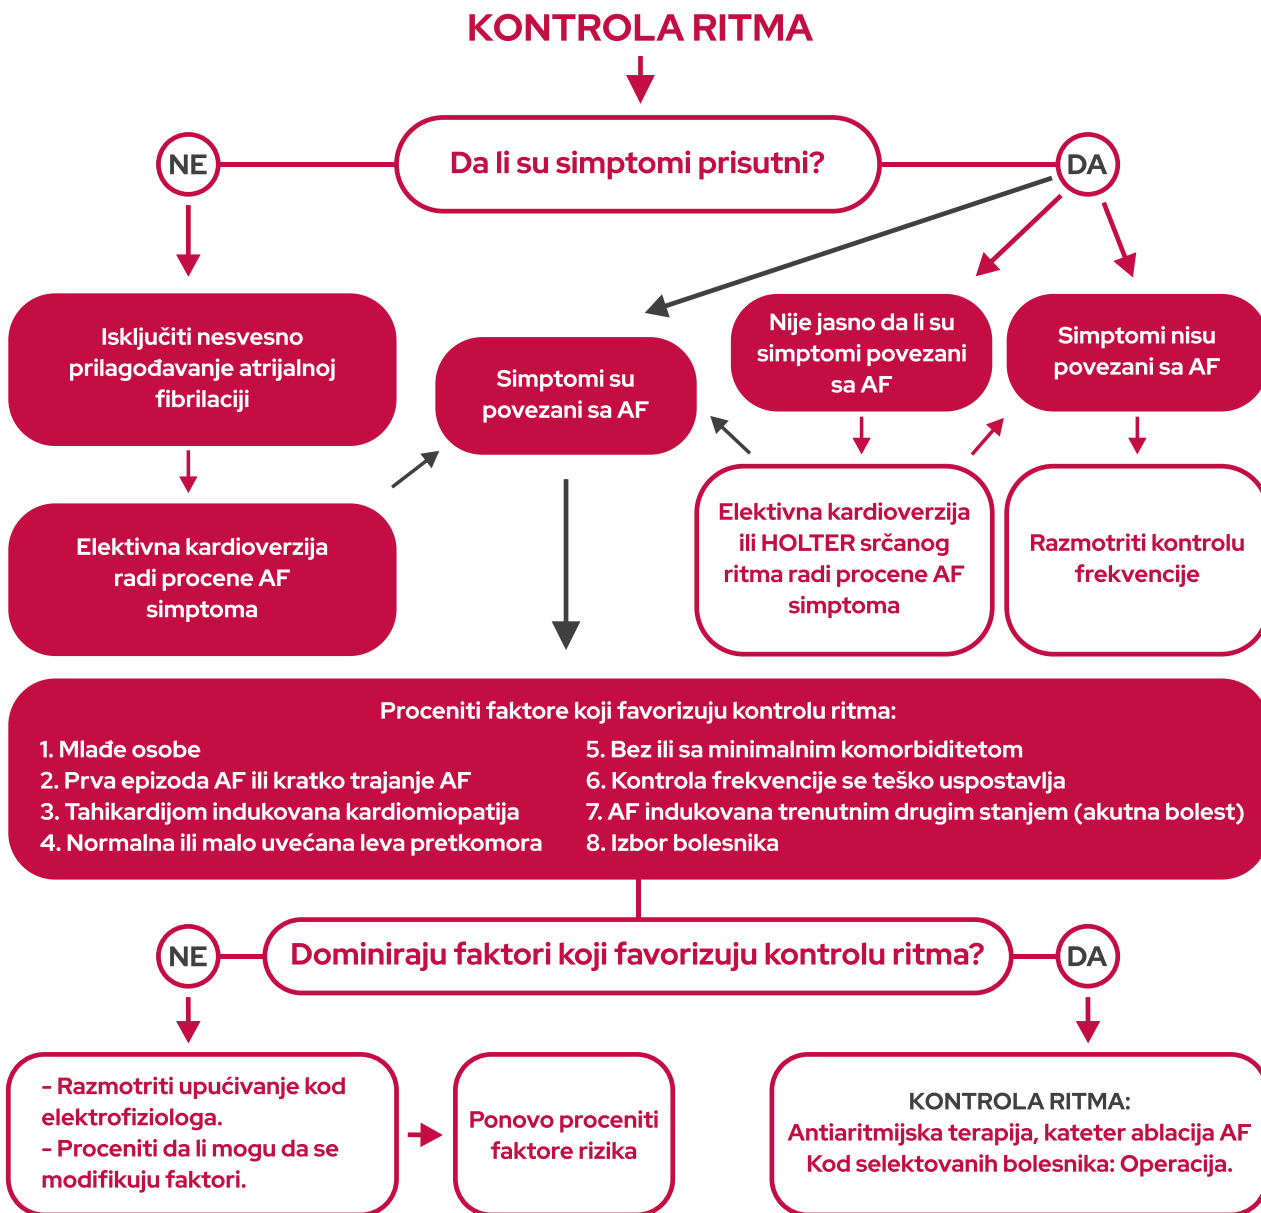 KONTROLA RITMA
Da li su simptomi prisutni?
NE
DA
Isključiti nesvesno
prilagođavanje atrijalnoj
fibrilaciji
Elektivna kardioverzija
radi procene AF
simptoma
Simptomi su
povezani sa AF
Nije jasno da li su
simptomi povezani
sa AF
Elektivna kardioverzija
ili HOLTER srčanog
ritma radi procene AF
simptoma
Simptomi nisu
povezani sa AF
Razmotriti kontrolu
frekvencije
Proceniti faktore koji favorizuju kontrolu ritma:
1. Mlađe osobe
2. Prva epizoda AF ili kratko trajanje AF
3. Tahikardijom indukovana kardiomiopatija
4. Normalna ili malo uvećana leva pretkomora
5. Bez ili sa minimalnim komorbiditetom
6. Kontrola frekvencije se teško uspostavlja
7. AF indukovana trenutnim drugim stanjem (akutna bolest)
8. Izbor bolesnika
Dominiraju faktori koji favorizuju kontrolu ritma?
NE
DA
- Razmotriti upućivanje kod
elektrofiziologa.
- Proceniti da li mogu da se
modifikuju faktori.
Ponovo proceniti
faktore rizika
KONTROLA RITMA:
Antiaritmijska terapija, kateter ablacija AF
Kod selektovanih bolesnika: Operacija.